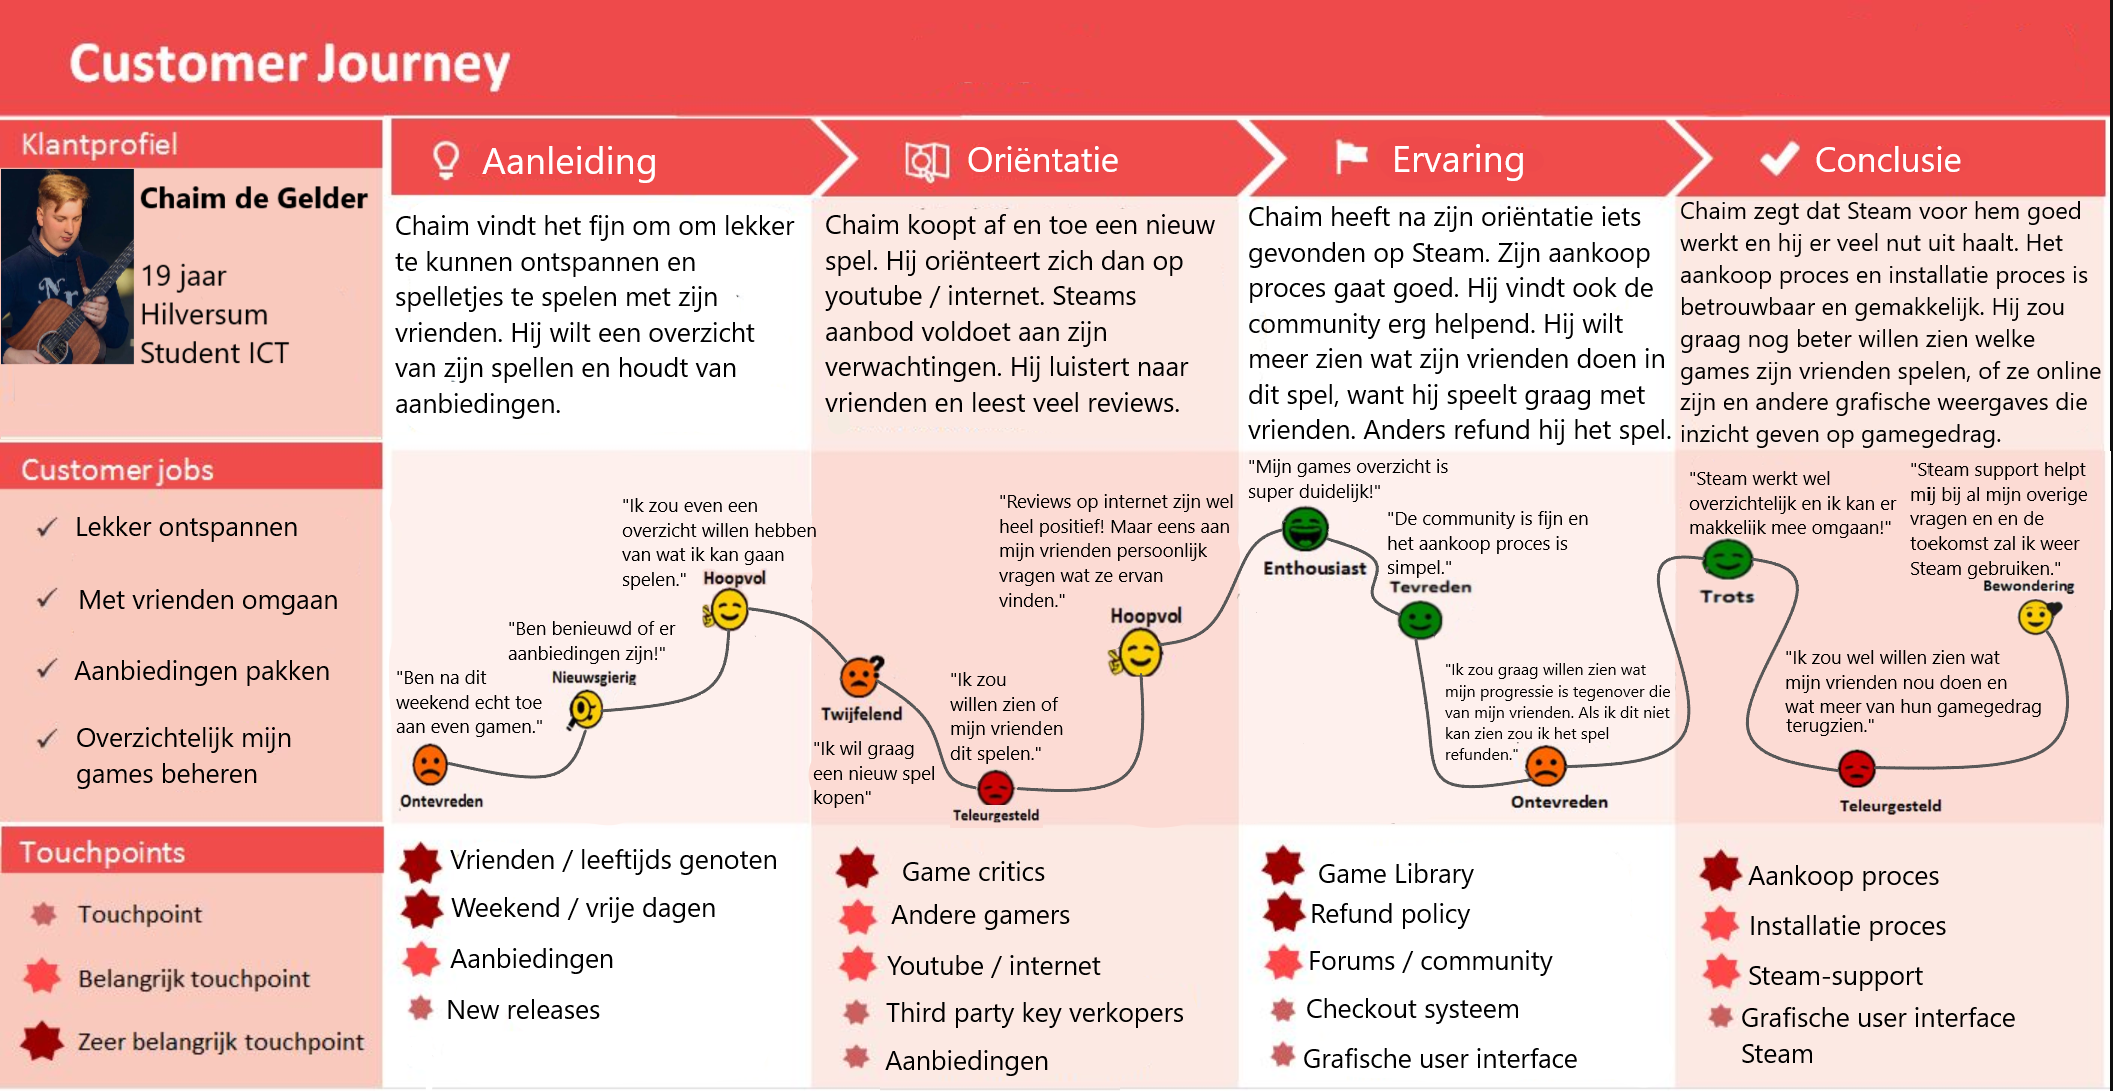 Customer Journey
Klantprofiel
Chaim de Gelder
19 jaar
Hilversum
Student ICT
Customer jobs
Lekker ontspannen
Met vrienden omgaan
Aanbiedingen pakken
Overzichtelijk mijn
games beheren
Touchpoints
Touchpoint
Belangrijk touchpoint
Zeer belangrijk touchpoint
Aanleiding
Chaim vindt het fijn om om lekker
te kunnen ontspannen en
spelletjes te spelen met zijn
vrienden. Hij wilt een overzicht
van zijn spellen en houdt van
aanbiedingen.
"Ben na dit
weekend echt toe
aan even gamen."
Ontevreden
"Ben benieuwd of er
aanbiedingen zijn!"
Nieuwsgierig
"Ik zou even een
overzicht willen hebben
van wat ik kan gaan
spelen."
Hoopvol
Vrienden / leeftijds genoten
Weekend / vrije dagen
Aanbiedingen
New releases
Oriëntatie
Chaim koopt af en toe een nieuw
spel. Hij oriënteert zich dan op
youtube / internet. Steams
aanbod voldoet aan zijn
verwachtingen. Hij luistert naar
vrienden en leest veel reviews.
Twijfelend
"Ik wil graag
een nieuw spel
kopen"
"Ik zou
willen zien of
mijn vrienden
dit spelen."
Teleurgesteld
"Reviews op internet zijn wel
heel positief! Maar eens aan
mijn vrienden persoonlijk
vragen wat ze ervan
vinden."
Hoopvol
Game critics
Andere gamers
Youtube / internet
Third party key verkopers
Aanbiedingen
Ervaring
Chaim heeft na zijn oriëntatie iets
gevonden op Steam. Zijn aankoop
proces gaat goed. Hij vindt ook de
community erg helpend. Hij wilt
meer zien wat zijn vrienden doen in
dit spel, want hij speelt graag met
vrienden. Anders refund hij het spel.
"Mijn games overzicht is
super duidelijk!"
Enthousiast
"De community is fijn en
het aankoop proces is
simpel."
Tevreden
"Ik zou graag willen zien wat
mijn progressie is tegenover die
van mijn vrienden. Als ik dit niet
kan zien zou ik het spel
refunden."
Ontevreden
Game Library
Refund policy
Forums / community
Checkout systeem
Grafische user interface
Conclusie
Chaim zegt dat Steam voor hem goed
werkt en hij er veel nut uit haalt. Het
aankoop proces en installatie proces is
betrouwbaar en gemakkelijk. Hij zou
graag nog beter willen zien welke
games zijn vrienden spelen, of ze online
zijn en andere grafische weergaves die
inzicht geven op gamegedrag.
"Steam werkt wel
overzichtelijk en ik kan er
makkelijk mee omgaan!"
Trots
"Ik zou wel willen zien wat
mijn vrienden nou doen en
wat meer van hun gamegedrag
terugzien."
Teleurgesteld
"Steam support helpt
mij bij al mijn overige
vragen en en de
toekomst zal ik weer
Steam gebruiken."
Bewondering
Aankoop proces
Installatie proces
Steam-support
Grafische user interface
Steam